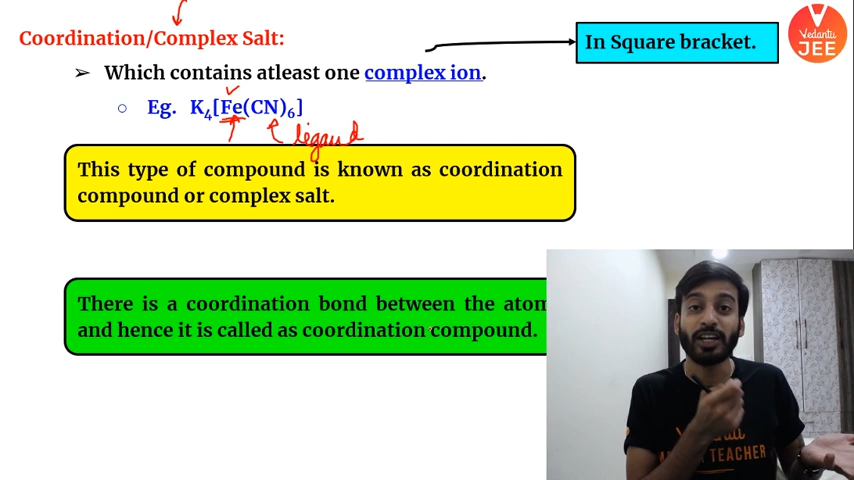 Coordination/Complex Salt:
In Square bracket.
Vedantu
JEE
➢ Which contains atleast one complex ion.
○ Eg. K₄[Fe(CN)₆]
ligand
This type of compound is known as coordination
compound or complex salt.
There is a coordination bond between the atom
and hence it is called as coordination compound.
TEACHER